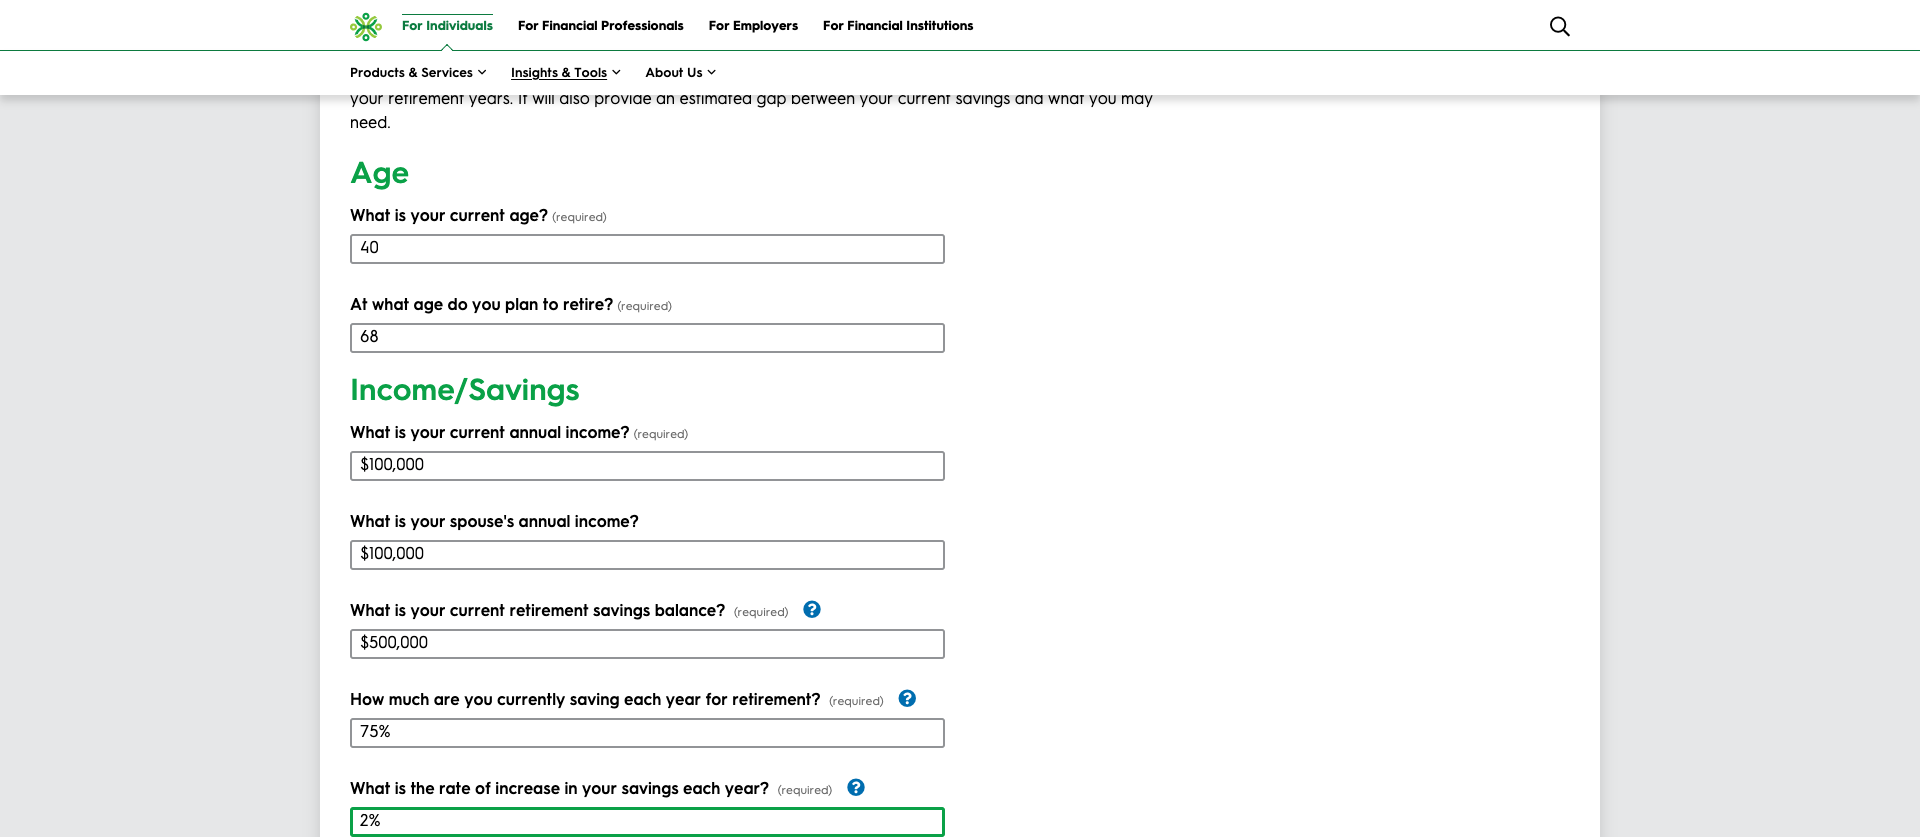 For Individuals For Financial Professionals For Employers For Financial Institutions
Products & Services Insights & Tools About Us
your retirement years. It will also provide an estimated gap between your current savings and what you may
need.
Age
What is your current age? (required)
40
At what age do you plan to retire? (required)
68
Income/Savings
What is your current annual income? (required)
$100,000
What is your spouse's annual income?
$100,000
What is your current retirement savings balance? (required) ?
$500,000
How much are you currently saving each year for retirement? (required) ?
75%
What is the rate of increase in your savings each year? (required) ?
2%